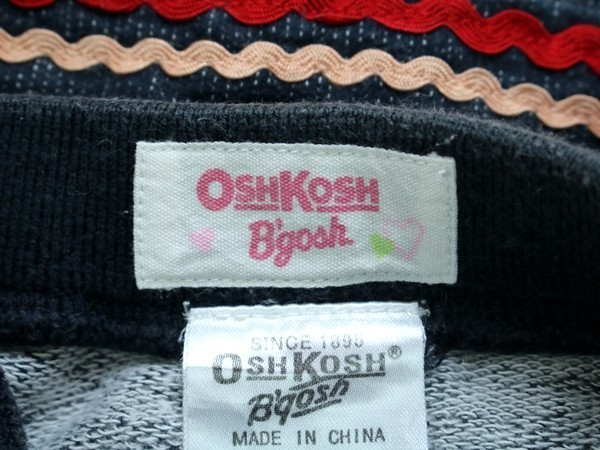 OSHKOSH
B'gosh
SINCE 1895
OSHKOSH®
B'gosh
MADE IN CHINA